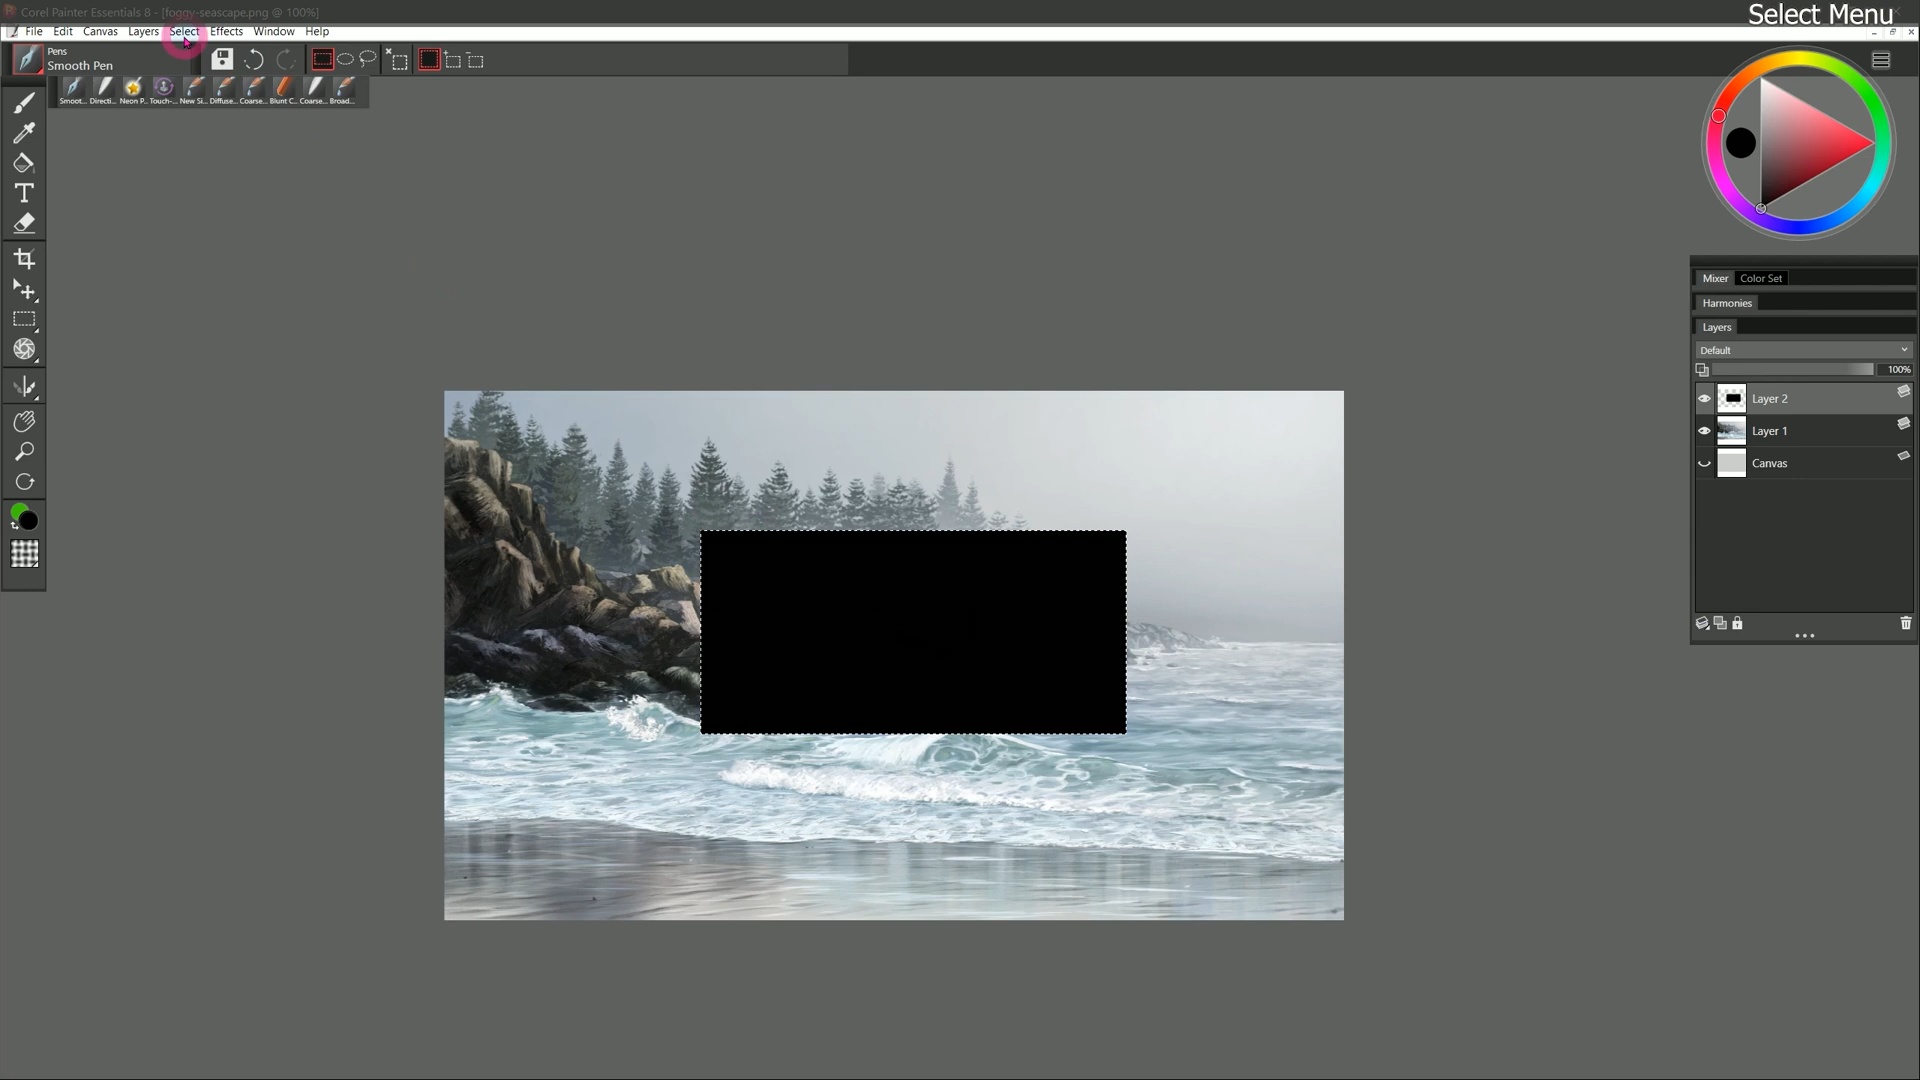 Corel Painter Essentials 8 - [foggy-seascape.png @ 100%]
Select Menu
File Edit Canvas Layers Select Effects Window Help
Pens
Smooth Pen
Smoot... Directi... Neon P... Touch-... New Si... Diffuse... Coarse... Blunt C... Coarse... Broad...
Mixer Color Set
Harmonies
Layers
Default
100%
Layer 2
Layer 1
Canvas